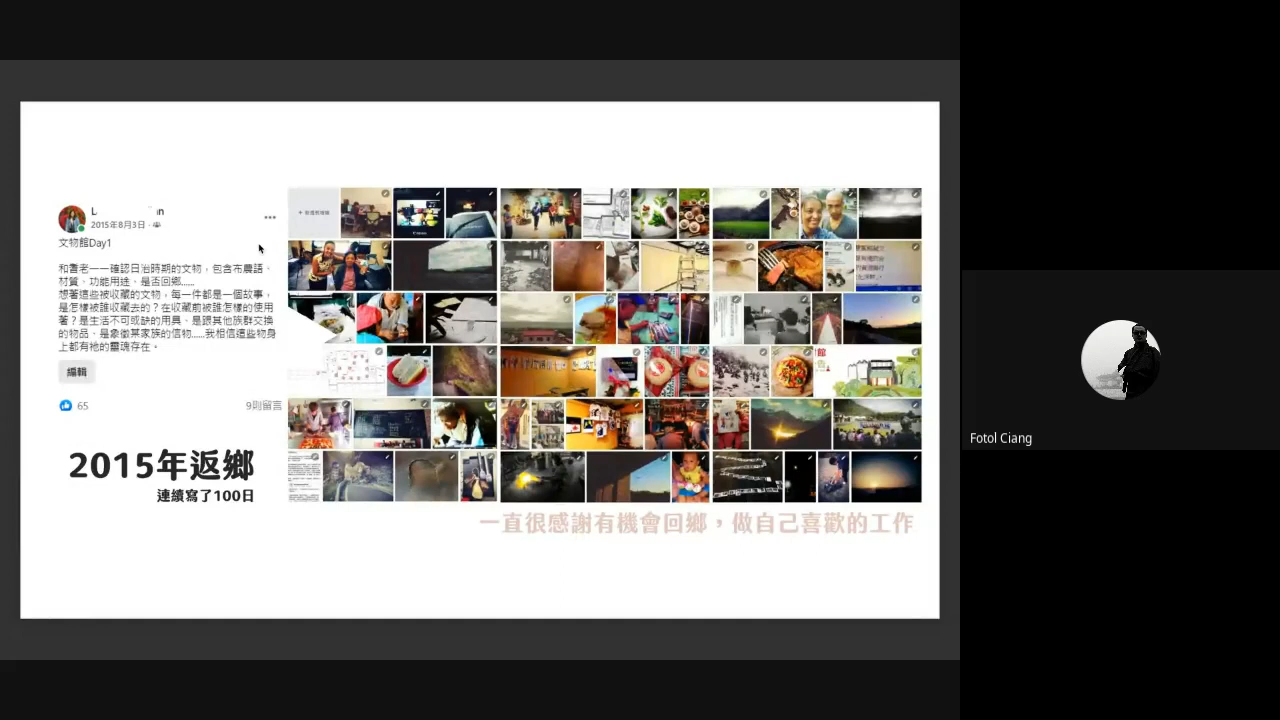 2015年8月3日
文物館Day1
和耆老一一確認日治時期的文物，包含布農語、
材質、功能用途、是否回鄉......
想著這些被收藏的文物，每一件都是一個故事，
是怎樣被誰收藏去的？在收藏前被誰怎樣的使用
著？是生活不可或缺的用具、是跟其他族群交換
的物品、是象徵某家族的信物......我相信這些物身
上都有祂的靈魂存在。
編輯
65
9則留言
2015年返鄉
連續寫了100日
一直很感謝有機會回鄉，做自己喜歡的工作
Fotol Ciang